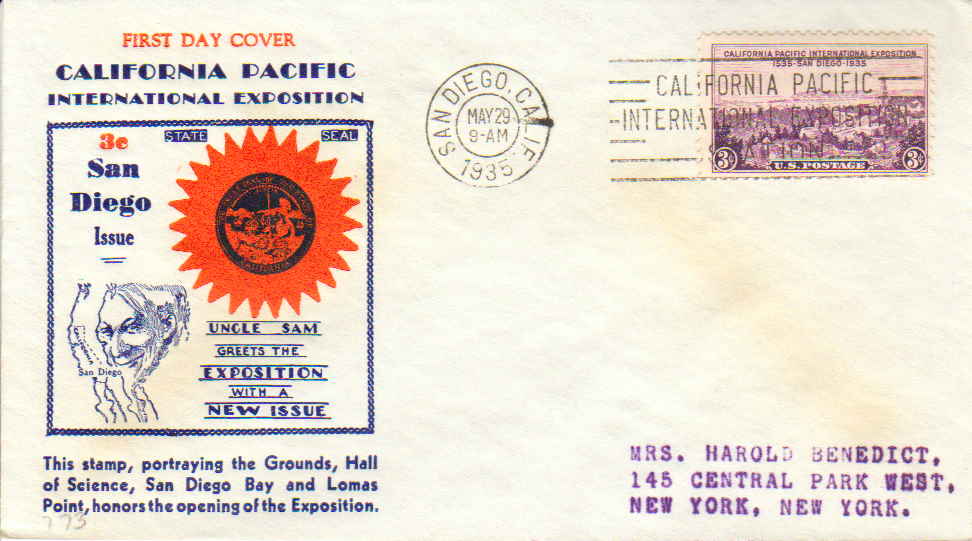 FIRST DAY COVER
CALIFORNIA PACIFIC
INTERNATIONAL EXPOSITION
3c
STATE SEAL
San
Diego
Issue
San Diego
UNCLE SAM
GREETS THE
EXPOSITION
WITH A
NEW ISSUE
This stamp, portraying the Grounds, Hall
of Science, San Diego Bay and Lomas
Point, honors the opening of the Exposition.
773
SAN DIEGO, CALIF.
MAY 29
9-AM
1935
CALIFORNIA PACIFIC
INTERNATIONAL EXPOSITION
STATION
CALIFORNIA PACIFIC INTERNATIONAL EXPOSITION
1535-SAN DIEGO-1935
3¢ U.S. POSTAGE 3¢
MRS. HAROLD BENEDICT,
145 CENTRAL PARK WEST,
NEW YORK, NEW YORK.